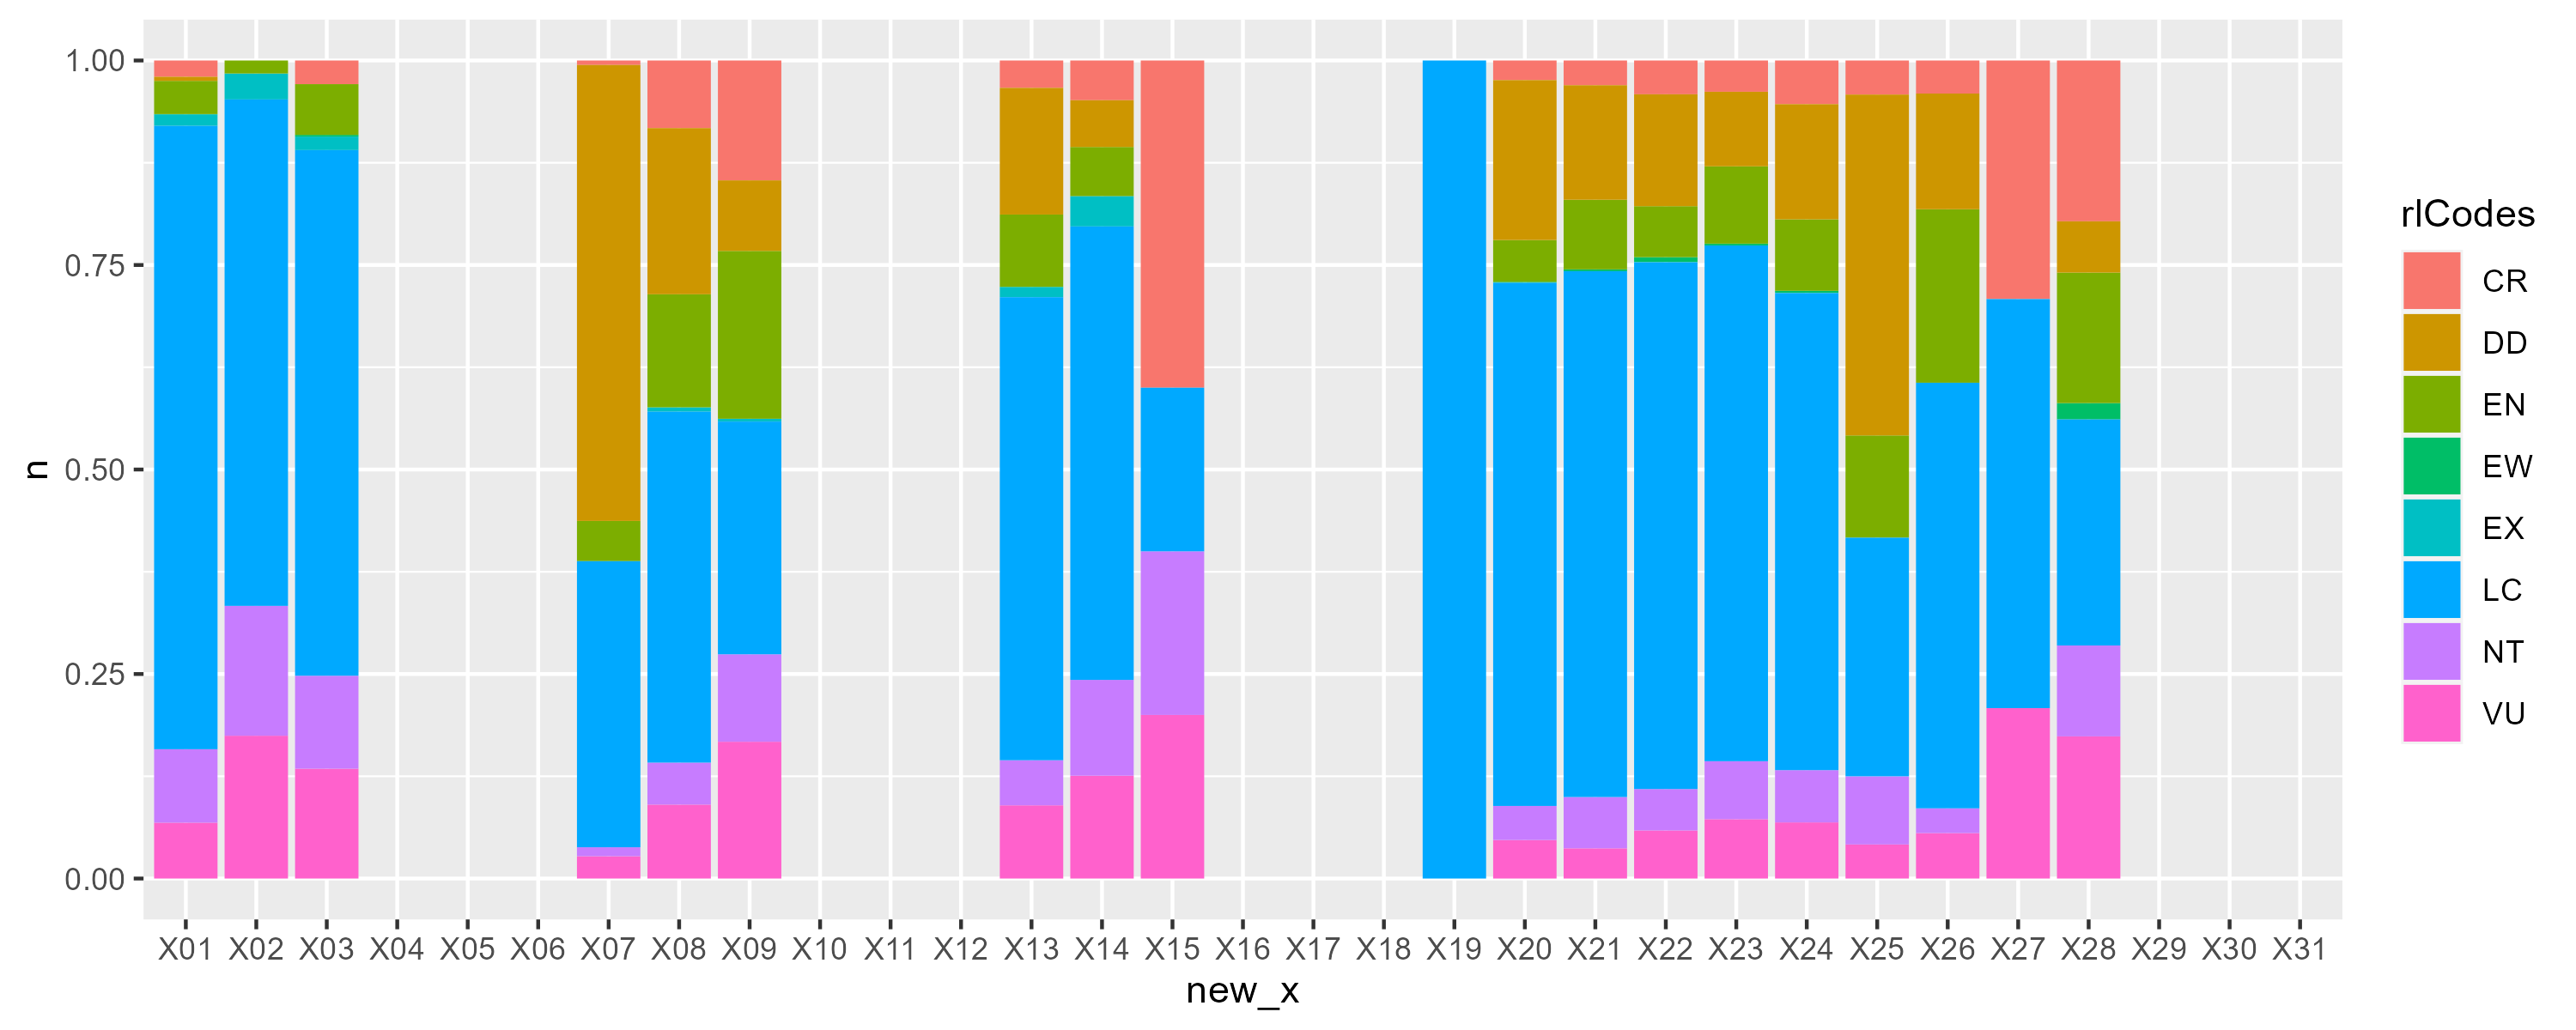 1.00
0.75
0.50
0.25
0.00
n
X01 X02 X03 X04 X05 X06 X07 X08 X09 X10 X11 X12 X13 X14 X15 X16 X17 X18 X19 X20 X21 X22 X23 X24 X25 X26 X27 X28 X29 X30 X31
new_x
rlCodes
CR
DD
EN
EW
EX
LC
NT
VU